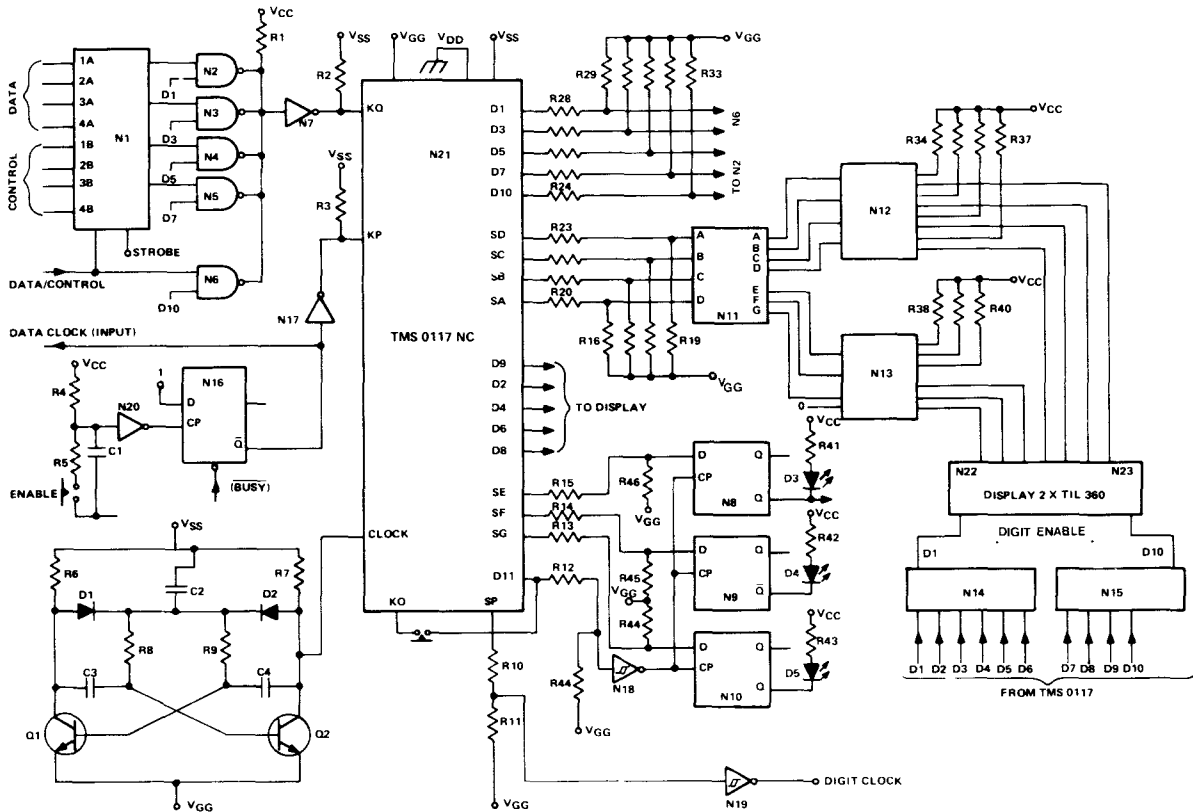 VCC
R1
VSS
VGG
VDD
VSS
VGG
1A
2A
3A
4A
1B
2B
3B
4B
DATA
CONTROL
N1
N2
D1
N3
D3
N4
D5
N5
D7
N6
D10
STROBE
DATA/CONTROL
N7
R2
KQ
VSS
R3
KP
N17
DATA CLOCK (INPUT)
N21
TMS 0117 NC
D1
D3
D5
D7
D10
R28
R24
R29
R33
TO N2
N6
SD
SC
SB
SA
R23
R20
R16
R19
VGG
A
B
C
D
A
B
C
D
E
F
G
N11
N12
R34
R37
VCC
N13
R38
R40
VCC
0
D9
D2
D4
D6
D8
TO DISPLAY
VCC
R4
R5
C1
N20
ENABLE
1
N16
D
CP
Q
(BUSY)
SE
SF
SG
D11
R15
R14
R13
R12
R46
VGG
R45
VGG
R44
R44
VGG
N18
D
Q
CP
N8
Q
D
Q
CP
N9
Q
D
Q
CP
N10
Q
VCC
R41
D3
VCC
R42
D4
VCC
R43
D5
N22
N23
DISPLAY 2 X TIL 360
DIGIT ENABLE
D1
D10
N14
N15
D1
D2
D3
D4
D5
D6
D7
D8
D9
D10
FROM TMS 0117
VSS
R6
R7
C2
D1
D2
R8
R9
C3
C4
Q1
Q2
VGG
CLOCK
KO
SP
R10
R11
VGG
N19
DIGIT CLOCK